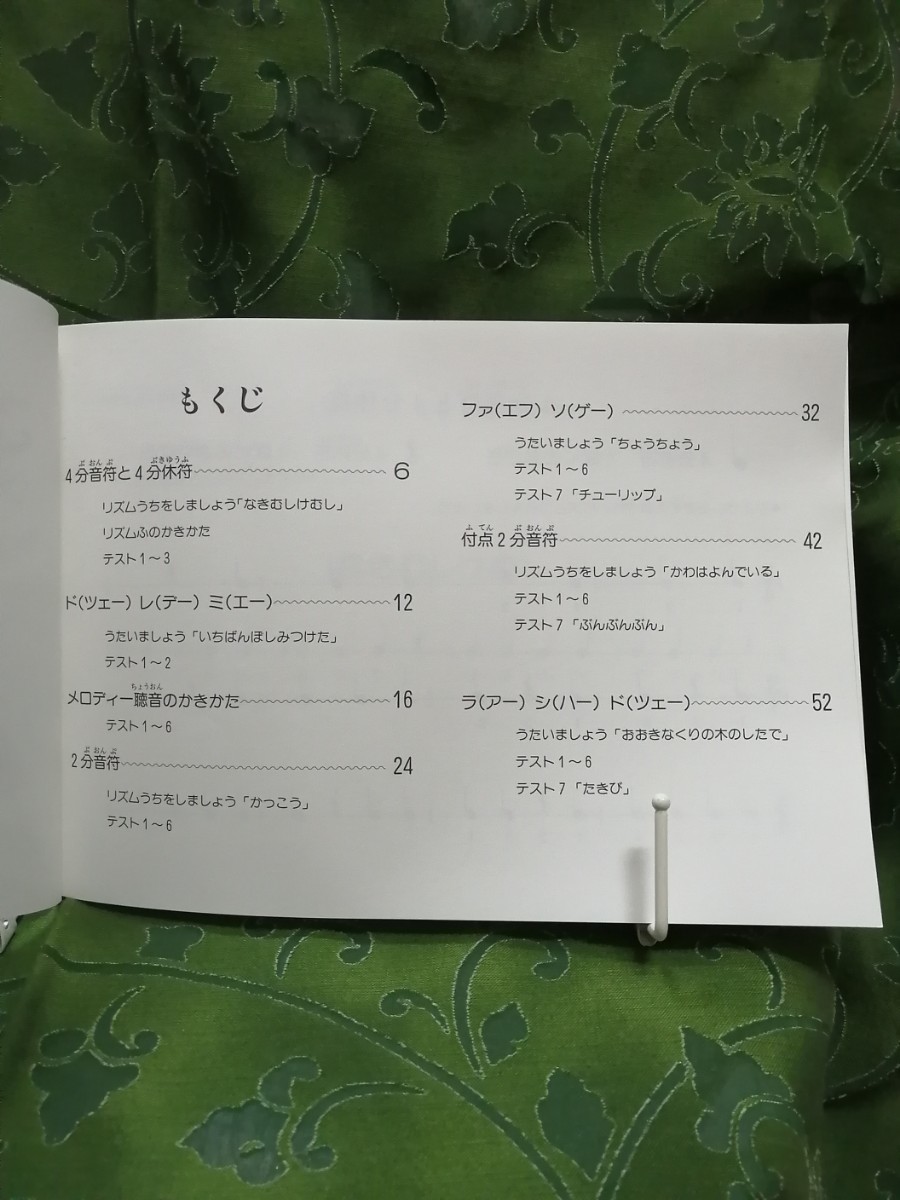 もくじ
4分音符と4分休符 6
リズムうちをしましょう「なきむしけむし」
リズムふのかきかた
テスト1〜3
ド(ツェー) レ(デー) ミ(エー) 12
うたいましょう「いちばんぼしみつけた」
テスト1〜2
メロディー聴音のかきかた 16
テスト1〜6
2分音符 24
リズムうちをしましょう「かっこう」
テスト1〜6
ファ(エフ) ソ(ゲー) 32
うたいましょう「ちょうちょう」
テスト1〜6
テスト7「チューリップ」
付点2分音符 42
リズムうちをしましょう「かわはよんでいる」
テスト1〜6
テスト7「ぶんぶんぶん」
ラ(アー) シ(ハー) ド(ツェー) 52
うたいましょう「おおきなくりの木のしたで」
テスト1〜6
テスト7「たきび」